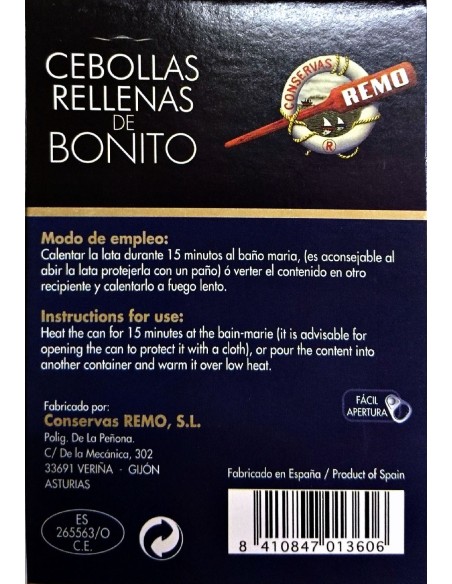 CEBOLLAS
RELLENAS
DE
BONITO
CONSERVAS
REMO
®
Modo de empleo:
Calentar la lata durante 15 minutos al baño maria, (es aconsejable al
abir la lata protejerla con un paño) ó verter el contenido en otro
recipiente y calentarlo a fuego lento.
Instructions for use:
Heat the can for 15 minutes at the bain-marie (it is advisable for
opening the can to protect it with a cloth), or pour the content into
another container and warm it over low heat.
FÁCIL
APERTURA
Fabricado por:
Conservas REMO, S.L.
Polig. De La Peñona.
C/ De la Mecánica, 302
33691 VERIÑA · GIJÓN
ASTURIAS
Fabricado en España / Product of Spain
ES
265563/O
C.E.
8 410847 013606